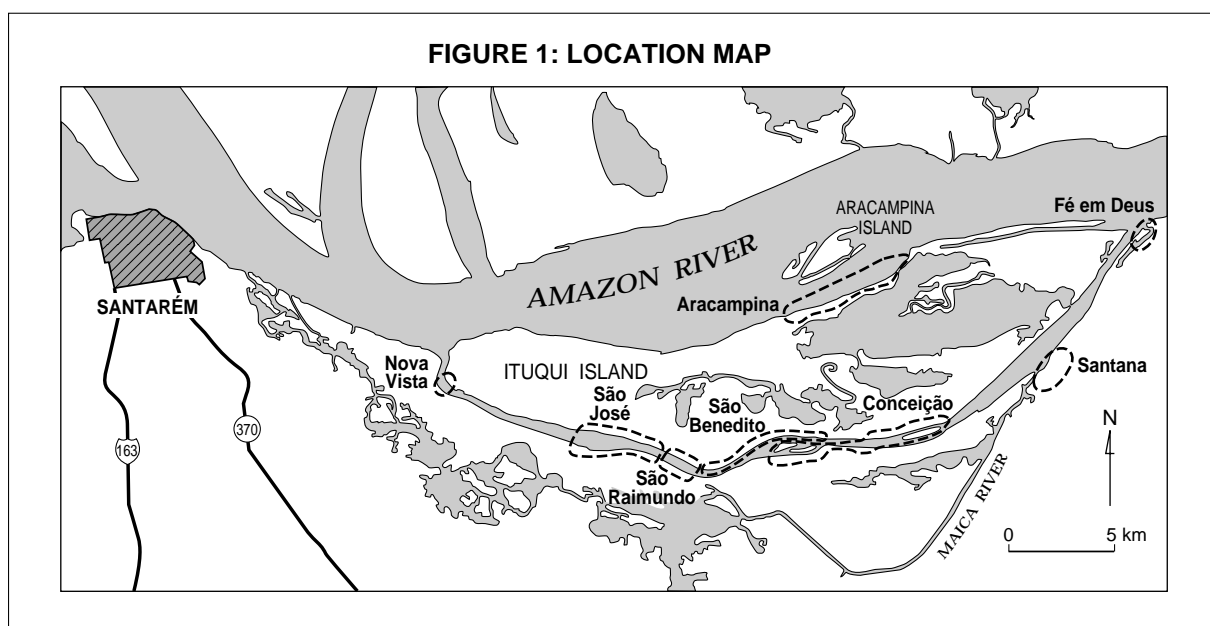 FIGURE 1: LOCATION MAP
ARACAMPINA
ISLAND
Fé em Deus
AMAZON RIVER
Aracampina
SANTARÉM
Nova
Vista
ITUQUI ISLAND
São
José
São
Benedito
Conceição
Santana
São
Raimundo
MAICA RIVER
N
0 5 km
163
370